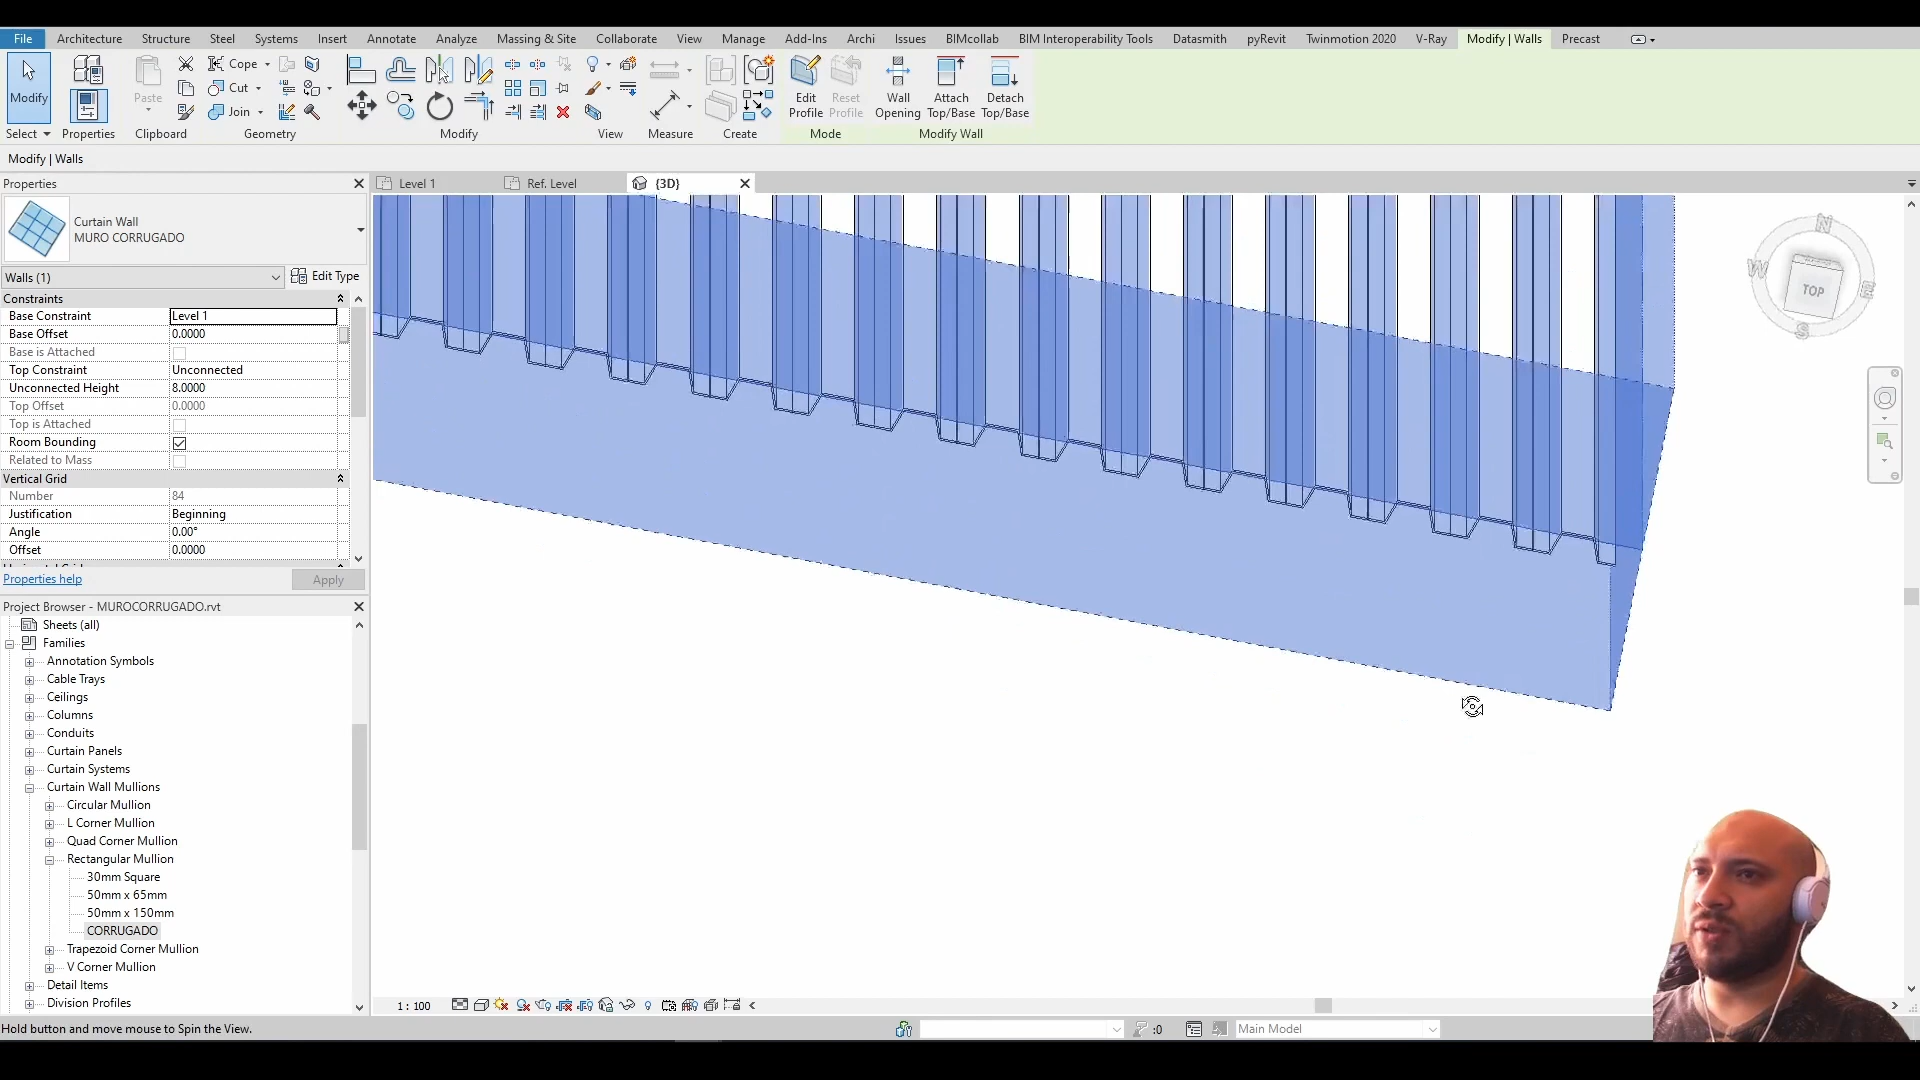 File Architecture Structure Steel Systems Insert Annotate Analyze Massing & Site Collaborate View Manage Add-Ins Archi Issues BIMcollab BIM Interoperability Tools Datasmith pyRevit Twinmotion 2020 V-Ray Modify | Walls Precast
Modify Paste Cope Cut Join Edit Profile Reset Profile Wall Opening Attach Top/Base Detach Top/Base
Select Properties Clipboard Geometry Modify View Measure Create Mode Modify Wall
Modify | Walls
Properties
Level 1 Ref. Level {3D}
Curtain Wall
MURO CORRUGADO
Walls (1) Edit Type
Constraints
Base Constraint Level 1
Base Offset 0.0000
Base is Attached
Top Constraint Unconnected
Unconnected Height 8.0000
Top Offset 0.0000
Top is Attached
Room Bounding
Related to Mass
Vertical Grid
Number 84
Justification Beginning
Angle 0.00°
Offset 0.0000
Properties help Apply
Project Browser - MUROCORRUGADO.rvt
Sheets (all)
Families
Annotation Symbols
Cable Trays
Ceilings
Columns
Conduits
Curtain Panels
Curtain Systems
Curtain Wall Mullions
Circular Mullion
L Corner Mullion
Quad Corner Mullion
Rectangular Mullion
30mm Square
50mm x 65mm
50mm x 150mm
CORRUGADO
Trapezoid Corner Mullion
V Corner Mullion
Detail Items
Division Profiles
N
W
E
S
TOP
1 : 100
Hold button and move mouse to Spin the View.
:0
Main Model